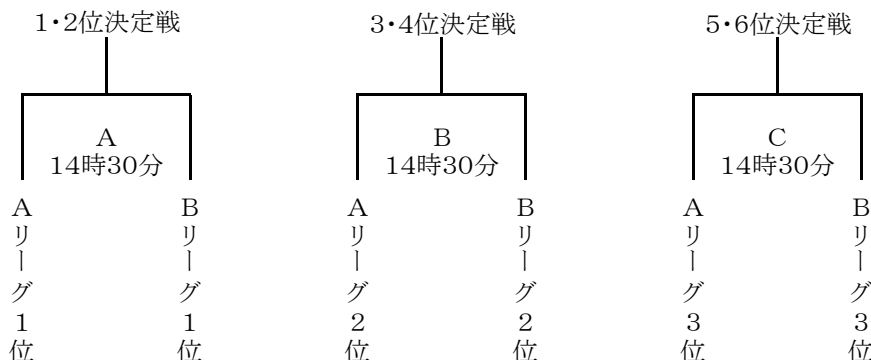 1・2位決定戦
3・4位決定戦
5・6位決定戦
A
14時30分
B
14時30分
C
14時30分
Aリーグ1位
Bリーグ1位
Aリーグ2位
Bリーグ2位
Aリーグ3位
Bリーグ3位